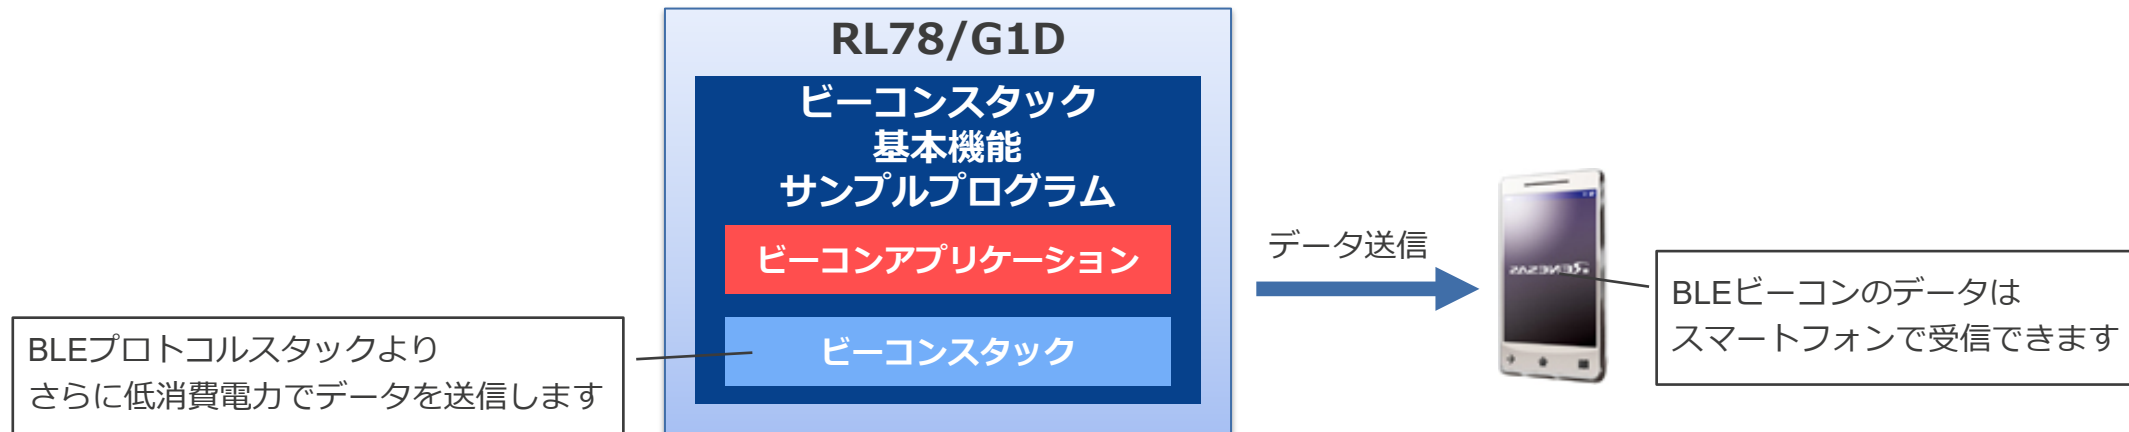 RL78/G1D
ビーコンスタック
基本機能
サンプルプログラム
ビーコンアプリケーション
ビーコンスタック
BLEプロトコルスタックより
さらに低消費電力でデータを送信します
データ送信
RENESAS
BLEビーコンのデータは
スマートフォンで受信できます